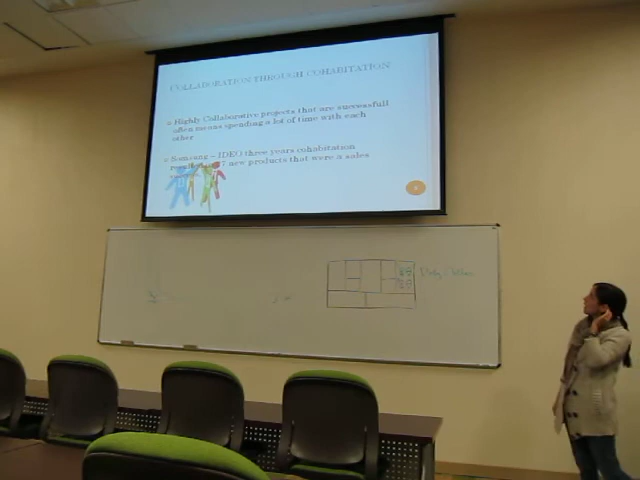 COLLABORATION THROUGH COHABITATION
Highly Collaborative projects that are successfull
often means spending a lot of time with each
other
Samsung – IDEO three years cohabitation
7 new products that were a sales